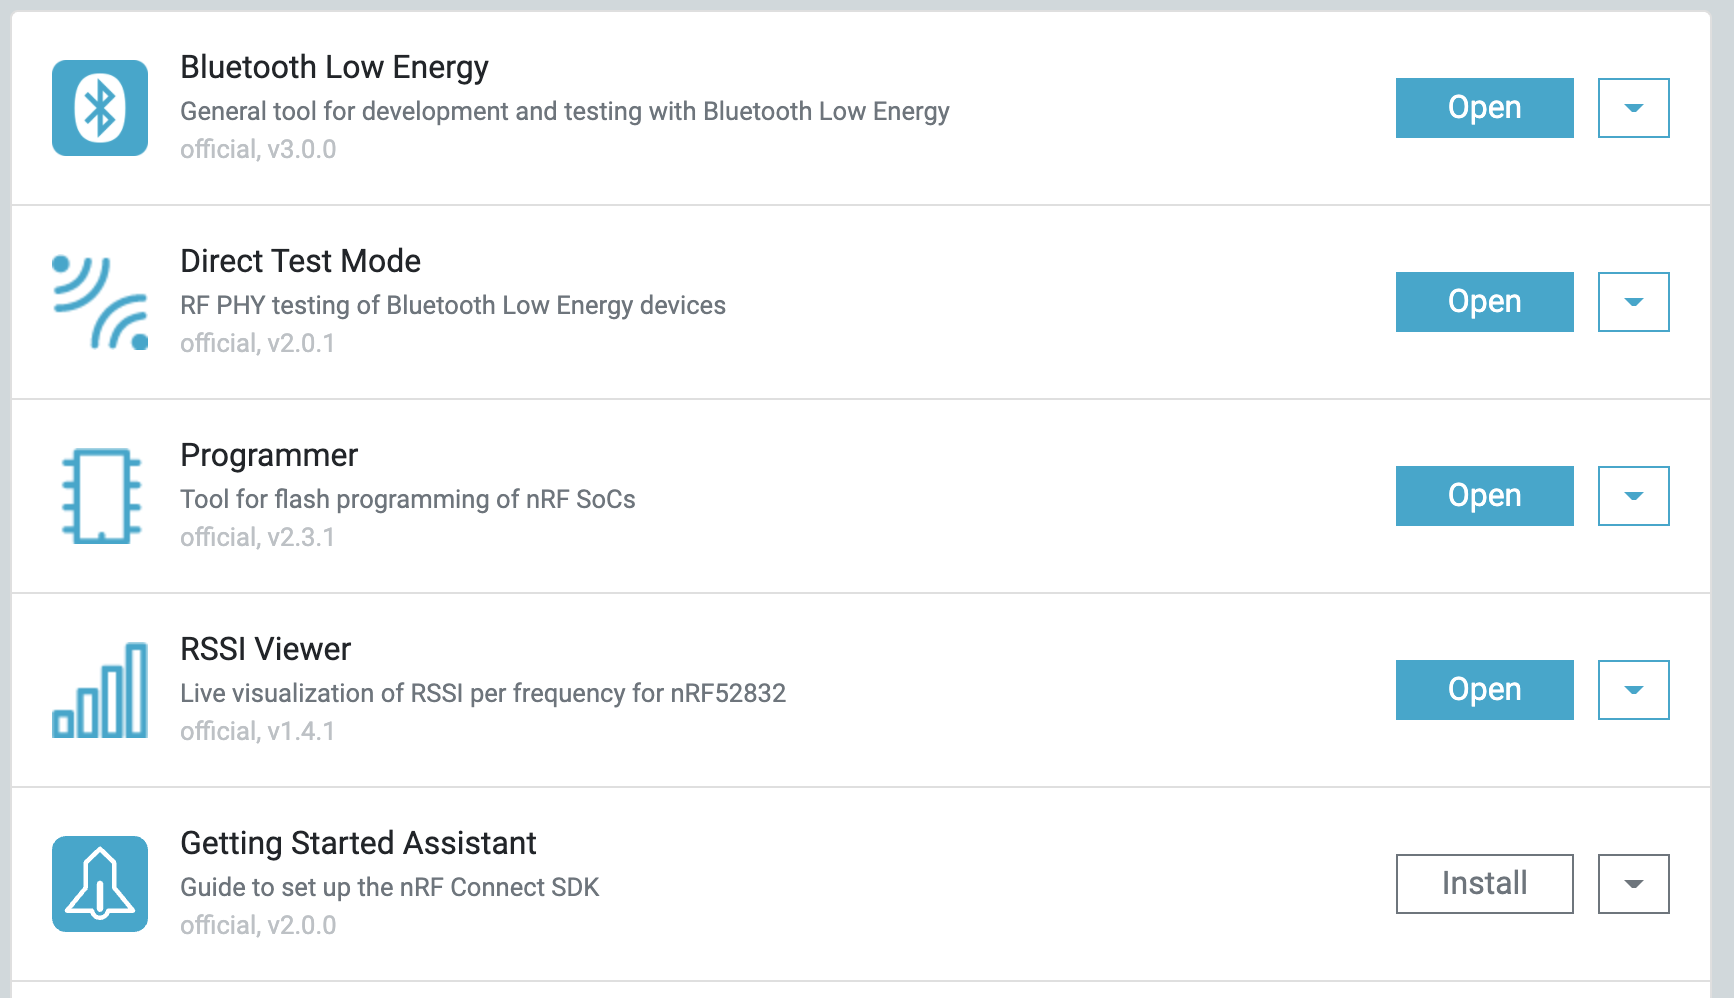 Bluetooth Low Energy
General tool for development and testing with Bluetooth Low Energy
official, v3.0.0
Open
Direct Test Mode
RF PHY testing of Bluetooth Low Energy devices
official, v2.0.1
Open
Programmer
Tool for flash programming of nRF SoCs
official, v2.3.1
Open
RSSI Viewer
Live visualization of RSSI per frequency for nRF52832
official, v1.4.1
Open
Getting Started Assistant
Guide to set up the nRF Connect SDK
official, v2.0.0
Install